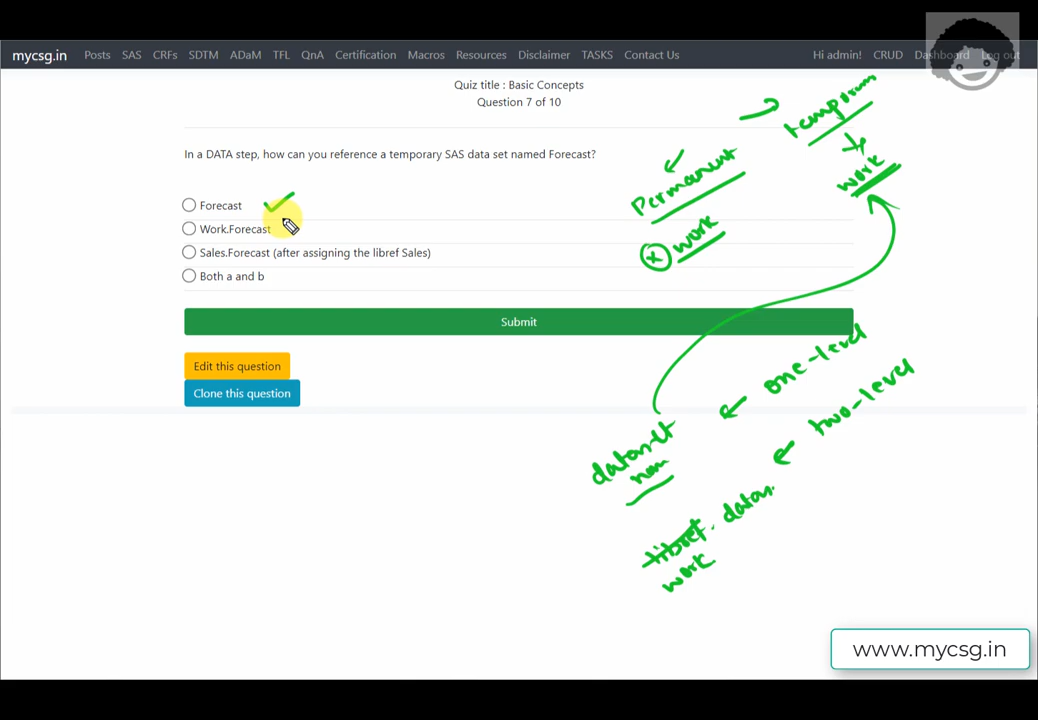 mycsg.in Posts SAS CRFs SDTM ADaM TFL QnA Certification Macros Resources Disclaimer TASKS Contact Us Hi admin! CRUD Dashboard Log out
Quiz title : Basic Concepts
Question 7 of 10
temporary
In a DATA step, how can you reference a temporary SAS data set named Forecast?
Permanent
work
Forecast
Work.Forecast
work
Sales.Forecast (after assigning the libref Sales)
Both a and b
Submit
Edit this question
one-level
Clone this question
two-level
dataset
name
libref. datas.
work
www.mycsg.in